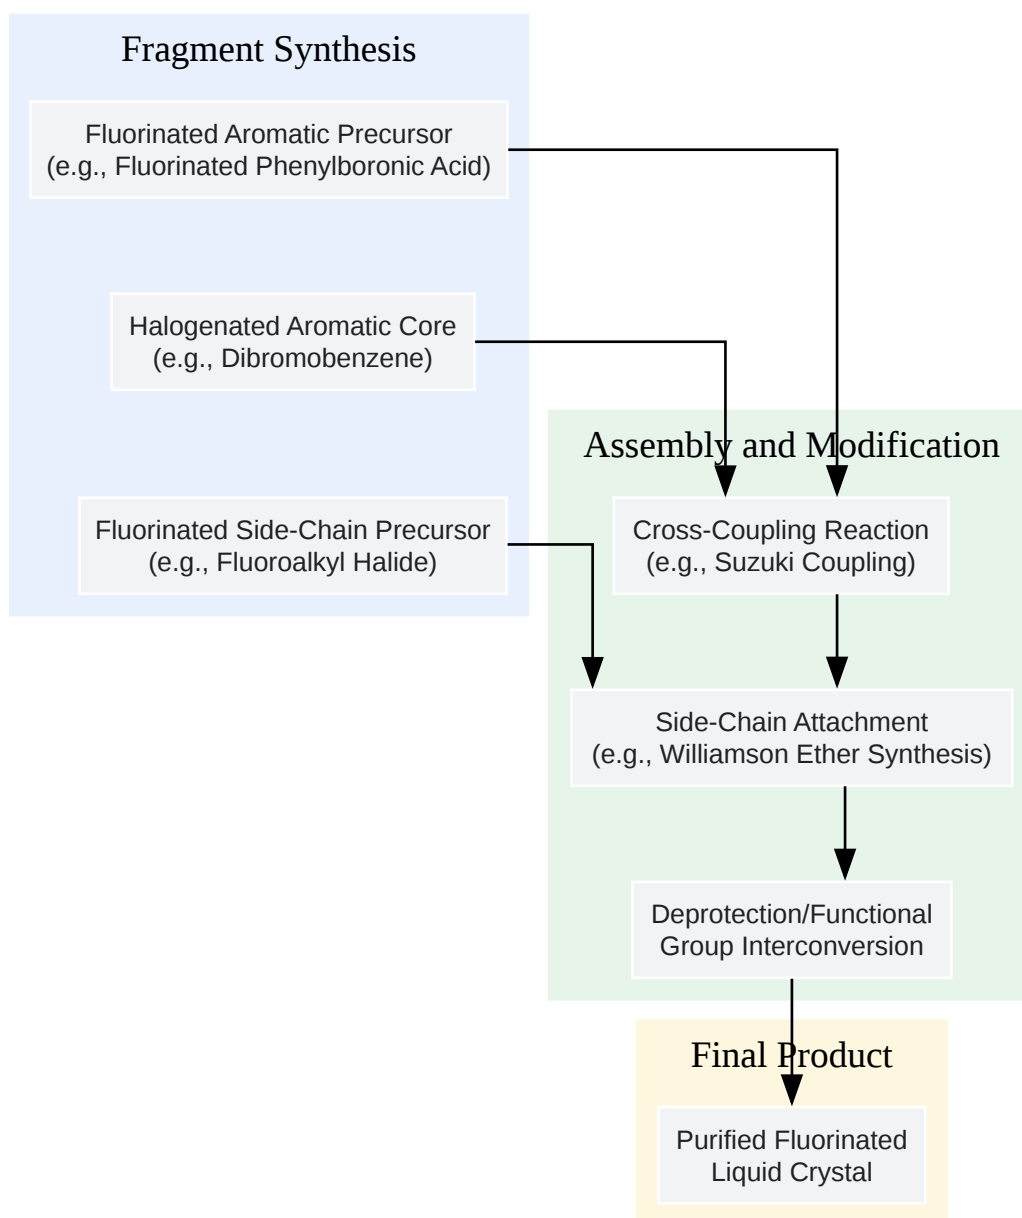 Fragment Synthesis
Fluorinated Aromatic Precursor
(e.g., Fluorinated Phenylboronic Acid)
Halogenated Aromatic Core
(e.g., Dibromobenzene)
Fluorinated Side-Chain Precursor
(e.g., Fluoroalkyl Halide)
Assembly and Modification
Cross-Coupling Reaction
(e.g., Suzuki Coupling)
Side-Chain Attachment
(e.g., Williamson Ether Synthesis)
Deprotection/Functional
Group Interconversion
Final Product
Purified Fluorinated
Liquid Crystal